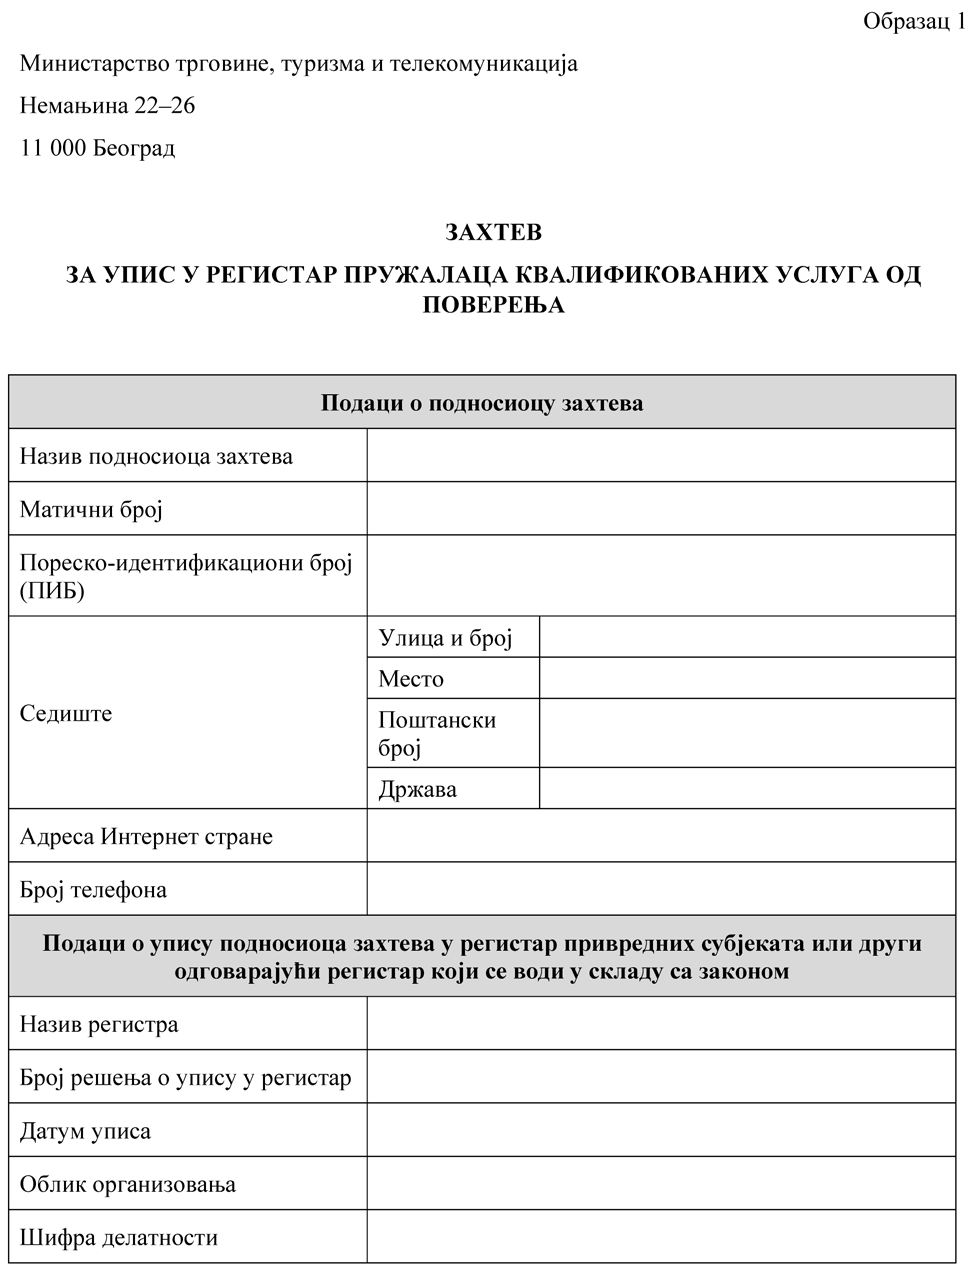 Образац 1
Министарство трговине, туризма и телекомуникација
Немањина 22–26
11 000 Београд
ЗАХТЕВ
ЗА УПИС У РЕГИСТАР ПРУЖАЛАЦА КВАЛИФИКОВАНИХ УСЛУГА ОД
ПОВЕРЕЊА
Подаци о подносиоцу захтева
Назив подносиоца захтева
Матични број
Пореско-идентификациони број
(ПИБ)
Седиште
Улица и број
Место
Поштански
број
Држава
Адреса Интернет стране
Број телефона
Подаци о упису подносиоца захтева у регистар привредних субјеката или други
одговарајући регистар који се води у складу са законом
Назив регистра
Број решења о упису у регистар
Датум уписа
Облик организовања
Шифра делатности